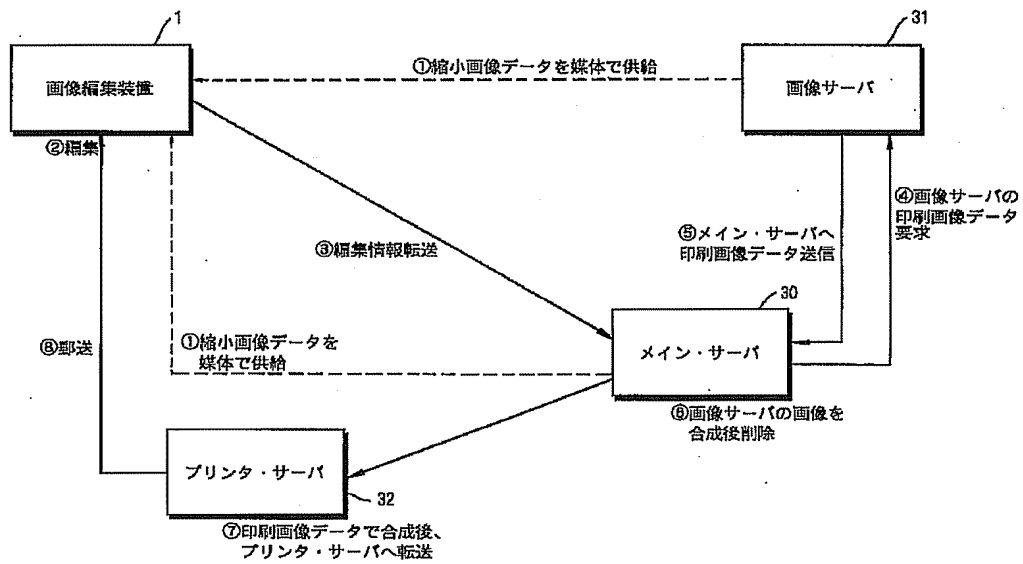 1
31
画像編集装置
①縮小画像データを媒体で供給
画像サーバ
②編集
④画像サーバの
印刷画像データ
要求
⑤メイン・サーバへ
印刷画像データ送信
③編集情報転送
30
⑧郵送
①縮小画像データを
媒体で供給
メイン・サーバ
⑥画像サーバの画像を
合成後削除
プリンタ・サーバ
32
⑦印刷画像データで合成後、
プリンタ・サーバへ転送